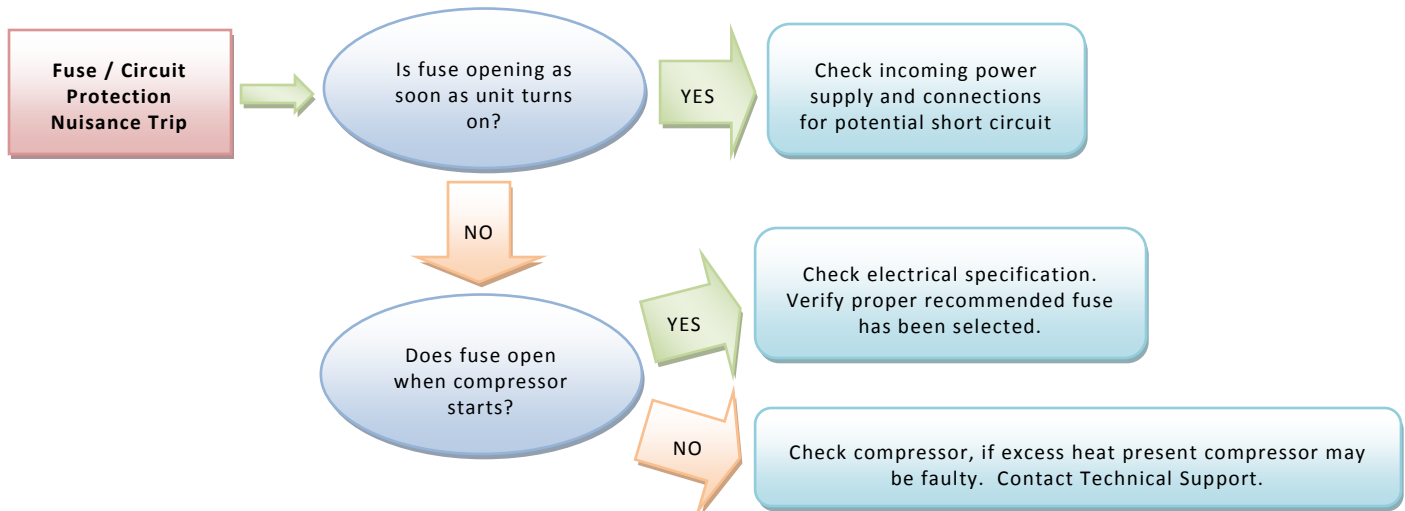 Fuse / Circuit
Protection
Nuisance Trip
Is fuse opening as
soon as unit turns
on?
YES
Check incoming power
supply and connections
for potential short circuit
NO
Does fuse open
when compressor
starts?
YES
Check electrical specification.
Verify proper recommended fuse
has been selected.
NO
Check compressor, if excess heat present compressor may
be faulty. Contact Technical Support.